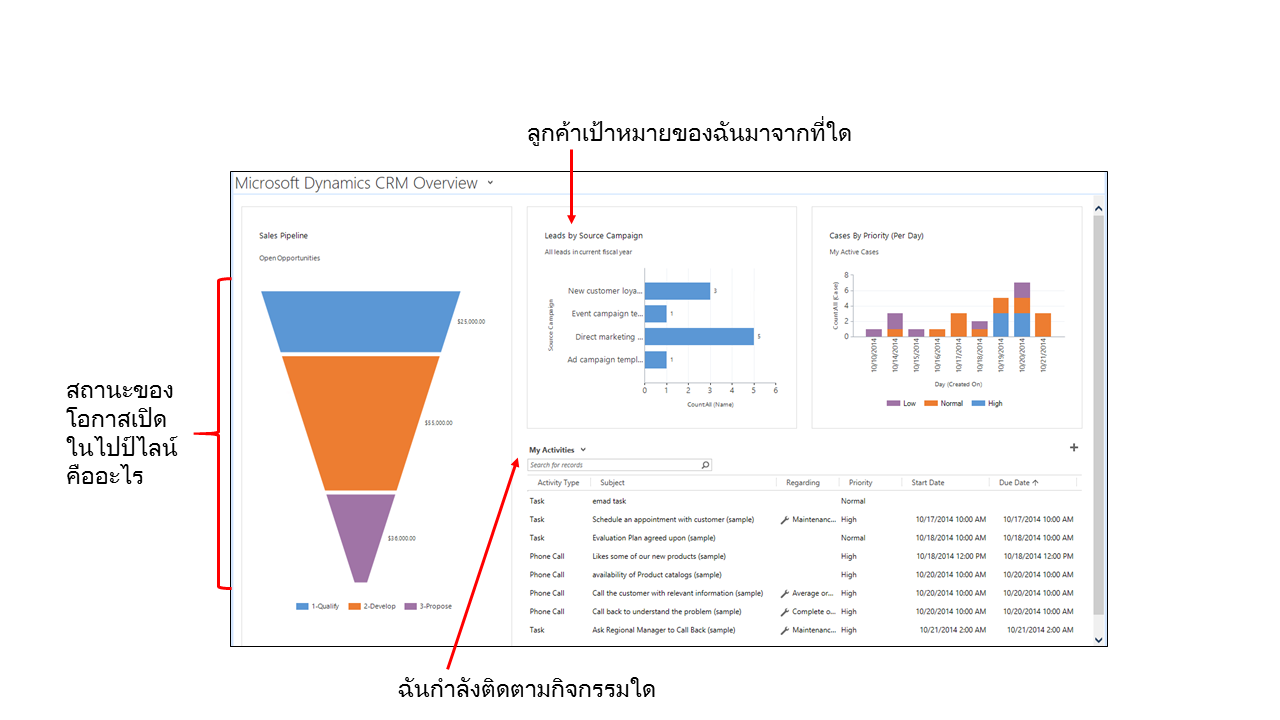 ลูกค้าเป้าหมายของฉันมาจากที่ใด
Microsoft Dynamics CRM Overview
Sales Pipeline
Open Opportunities
$25,000.00
$55,000.00
$36,000.00
1-Qualify 2-Develop 3-Propose
สถานะของ
โอกาสเปิด
ในไปป์ไลน์
คืออะไร
Leads by Source Campaign
All leads in current fiscal year
Source Campaign
New customer loya... 3
Event campaign te... 1
Direct marketing ... 5
Ad campaign templ... 1
0 1 2 3 4 5 6
CountAll (Name)
Cases By Priority (Per Day)
My Active Cases
CountAll (Case)
8
6
4
2
0
10/10/2014 10/14/2014 10/15/2014 10/16/2014 10/17/2014 10/18/2014 10/19/2014 10/20/2014 10/21/2014
Day (Created On)
Low Normal High
My Activities
Search for records
Activity Type Subject Regarding Priority Start Date Due Date
Task emad task Normal
Task Schedule an appointment with customer (sample) Maintenanc... High 10/17/2014 10:00 AM 10/17/2014 10:00 AM
Task Evaluation Plan agreed upon (sample) Normal 10/18/2014 10:00 AM 10/18/2014 10:00 AM
Phone Call Likes some of our new products (sample) High 10/18/2014 12:00 PM 10/18/2014 12:00 PM
Phone Call availability of Product catalogs (sample) High 10/20/2014 10:00 AM 10/20/2014 10:00 AM
Phone Call Call the customer with relevant information (sample) Average or... High 10/20/2014 10:00 AM 10/20/2014 10:00 AM
Phone Call Call back to understand the problem (sample) Complete o... High 10/20/2014 10:00 AM 10/20/2014 10:00 AM
Task Ask Regional Manager to Call Back (sample) Maintenanc... High 10/21/2014 2:00 AM 10/21/2014 2:00 AM
ฉันกำลังติดตามกิจกรรมใด